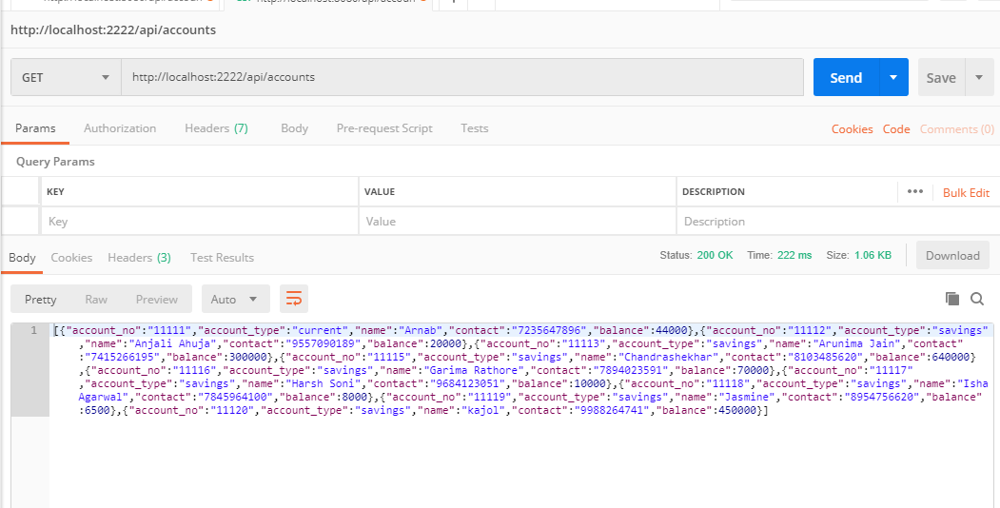 http://localhost:2222/api/accounts
GET http://localhost:2222/api/accounts Send Save
Params Authorization Headers (7) Body Pre-request Script Tests Cookies Code Comments (0)
Query Params
KEY VALUE DESCRIPTION ••• Bulk Edit
Key Value Description
Body Cookies Headers (3) Test Results Status: 200 OK Time: 222 ms Size: 1.06 KB Download
Pretty Raw Preview Auto
1 [{"account_no":"11111","account_type":"current","name":"Arnab","contact":"7235647896","balance":44000},{"account_no":"11112","account_type":"savings"
,"name":"Anjali Ahuja","contact":"9557090189","balance":20000},{"account_no":"11113","account_type":"savings","name":"Arunima Jain","contact"
:"7415266195","balance":300000},{"account_no":"11115","account_type":"savings","name":"Chandrashekhar","contact":"8103485620","balance":640000}
,{"account_no":"11116","account_type":"savings","name":"Garima Rathore","contact":"7894023591","balance":70000},{"account_no":"11117"
,"account_type":"savings","name":"Harsh Soni","contact":"9684123051","balance":10000},{"account_no":"11118","account_type":"savings","name":"Isha
Agarwal","contact":"7845964100","balance":8000},{"account_no":"11119","account_type":"savings","name":"Jasmine","contact":"8954756620","balance"
:6500},{"account_no":"11120","account_type":"savings","name":"kajol","contact":"9988264741","balance":450000}]